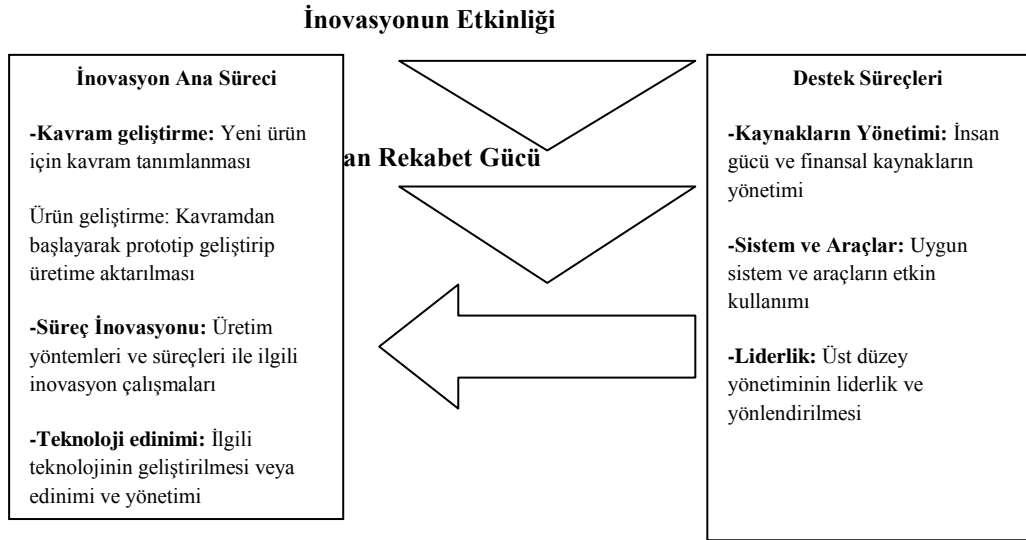 İnovasyonun Etkinliği
İnovasyon Ana Süreci
-Kavram geliştirme: Yeni ürün
için kavram tanımlanması
Ürün geliştirme: Kavramdan
başlayarak prototip geliştirip
üretime aktarılması
-Süreç İnovasyonu: Üretim
yöntemleri ve süreçleri ile ilgili
inovasyon çalışmaları
-Teknoloji edinimi: İlgili
teknolojinin geliştirilmesi veya
edinimi ve yönetimi
an Rekabet Gücü
Destek Süreçleri
-Kaynakların Yönetimi: İnsan
gücü ve finansal kaynakların
yönetimi
-Sistem ve Araçlar: Uygun
sistem ve araçların etkin
kullanımı
-Liderlik: Üst düzey
yönetiminin liderlik ve
yönlendirilmesi